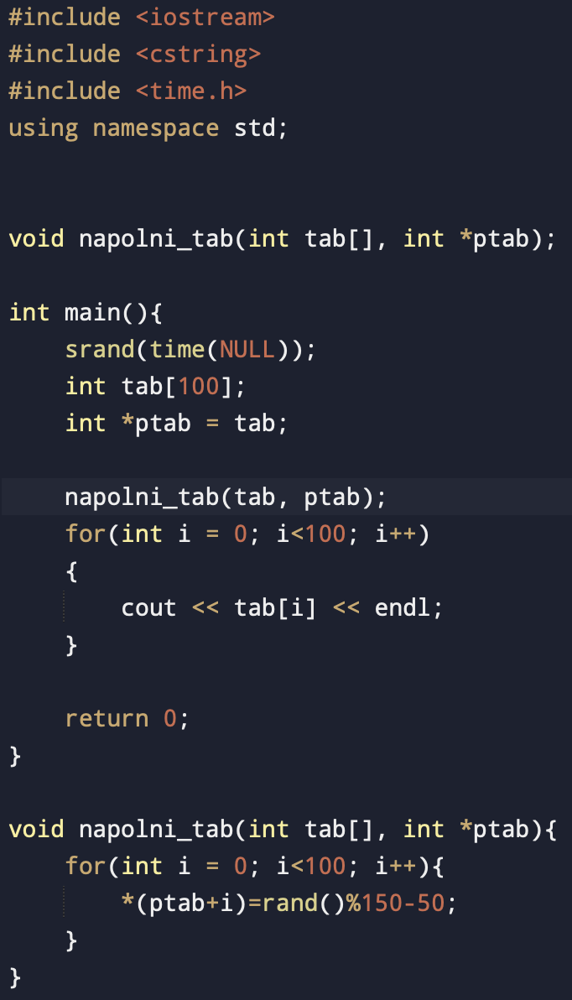 #include <iostream>
#include <cstring>
#include <time.h>
using namespace std;
void napolni_tab(int tab[], int *ptab);
int main(){
srand(time(NULL));
int tab[100];
int *ptab = tab;
napolni_tab(tab, ptab);
for(int i = 0; i<100; i++)
{
cout << tab[i] << endl;
}
return 0;
}
void napolni_tab(int tab[], int *ptab){
for(int i = 0; i<100; i++){
*(ptab+i)=rand()%150-50;
}
}